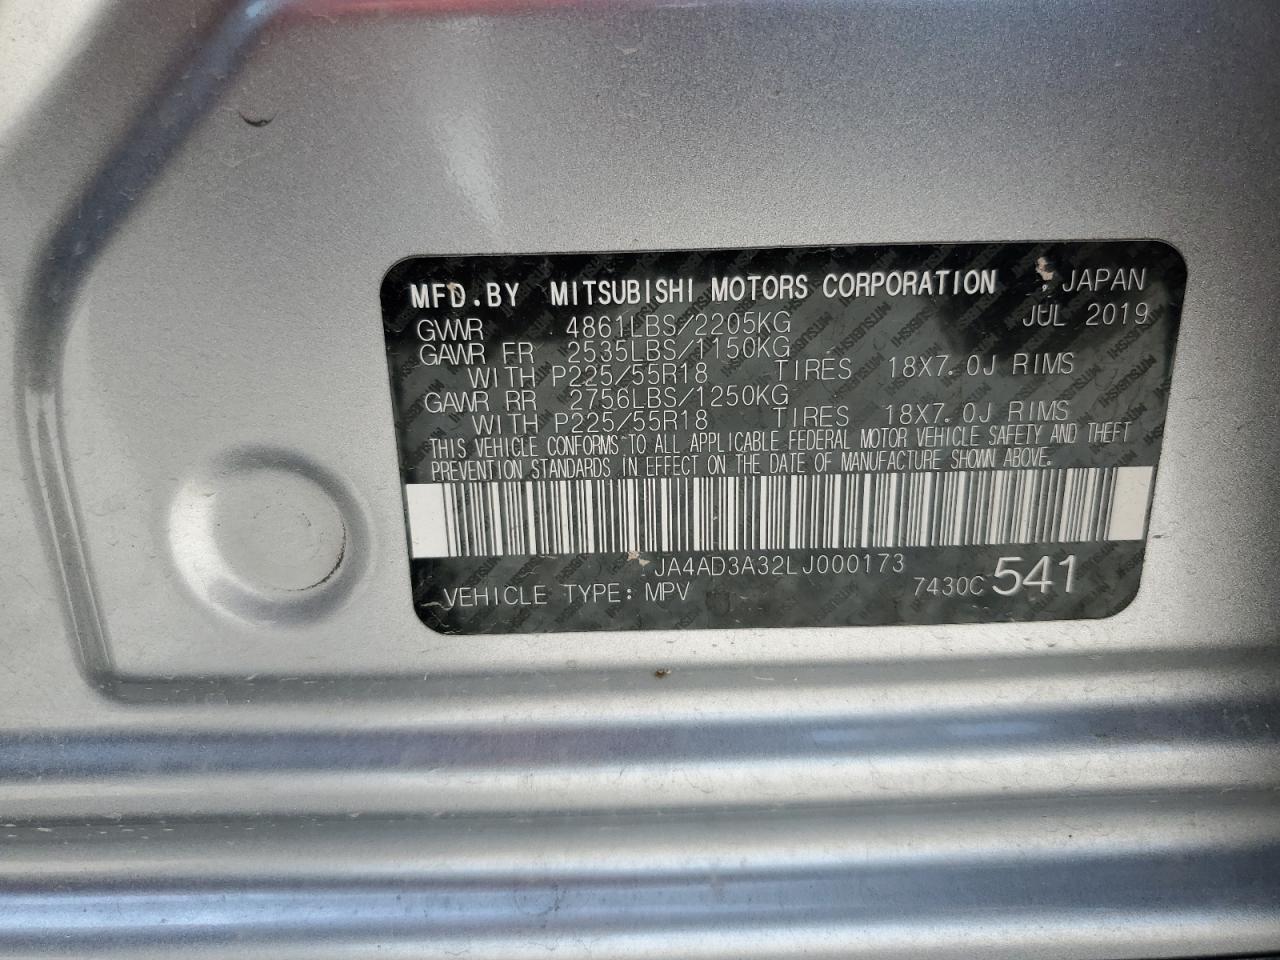 MFD.BY MITSUBISHI MOTORS CORPORATION JAPAN
GVWR 4861LBS/2205KG JUL 2019
GAWR FR 2535LBS/1150KG
WITH P225/55R18 TIRES 18X7.0J RIMS
GAWR RR 2756LBS/1250KG
WITH P225/55R18 TIRES 18X7.0J RIMS
THIS VEHICLE CONFORMS TO ALL APPLICABLE FEDERAL MOTOR VEHICLE SAFETY AND THEFT
PREVENTION STANDARDS IN EFFECT ON THE DATE OF MANUFACTURE SHOWN ABOVE.
JA4AD3A32LJ000173
VEHICLE TYPE: MPV 7430C 541